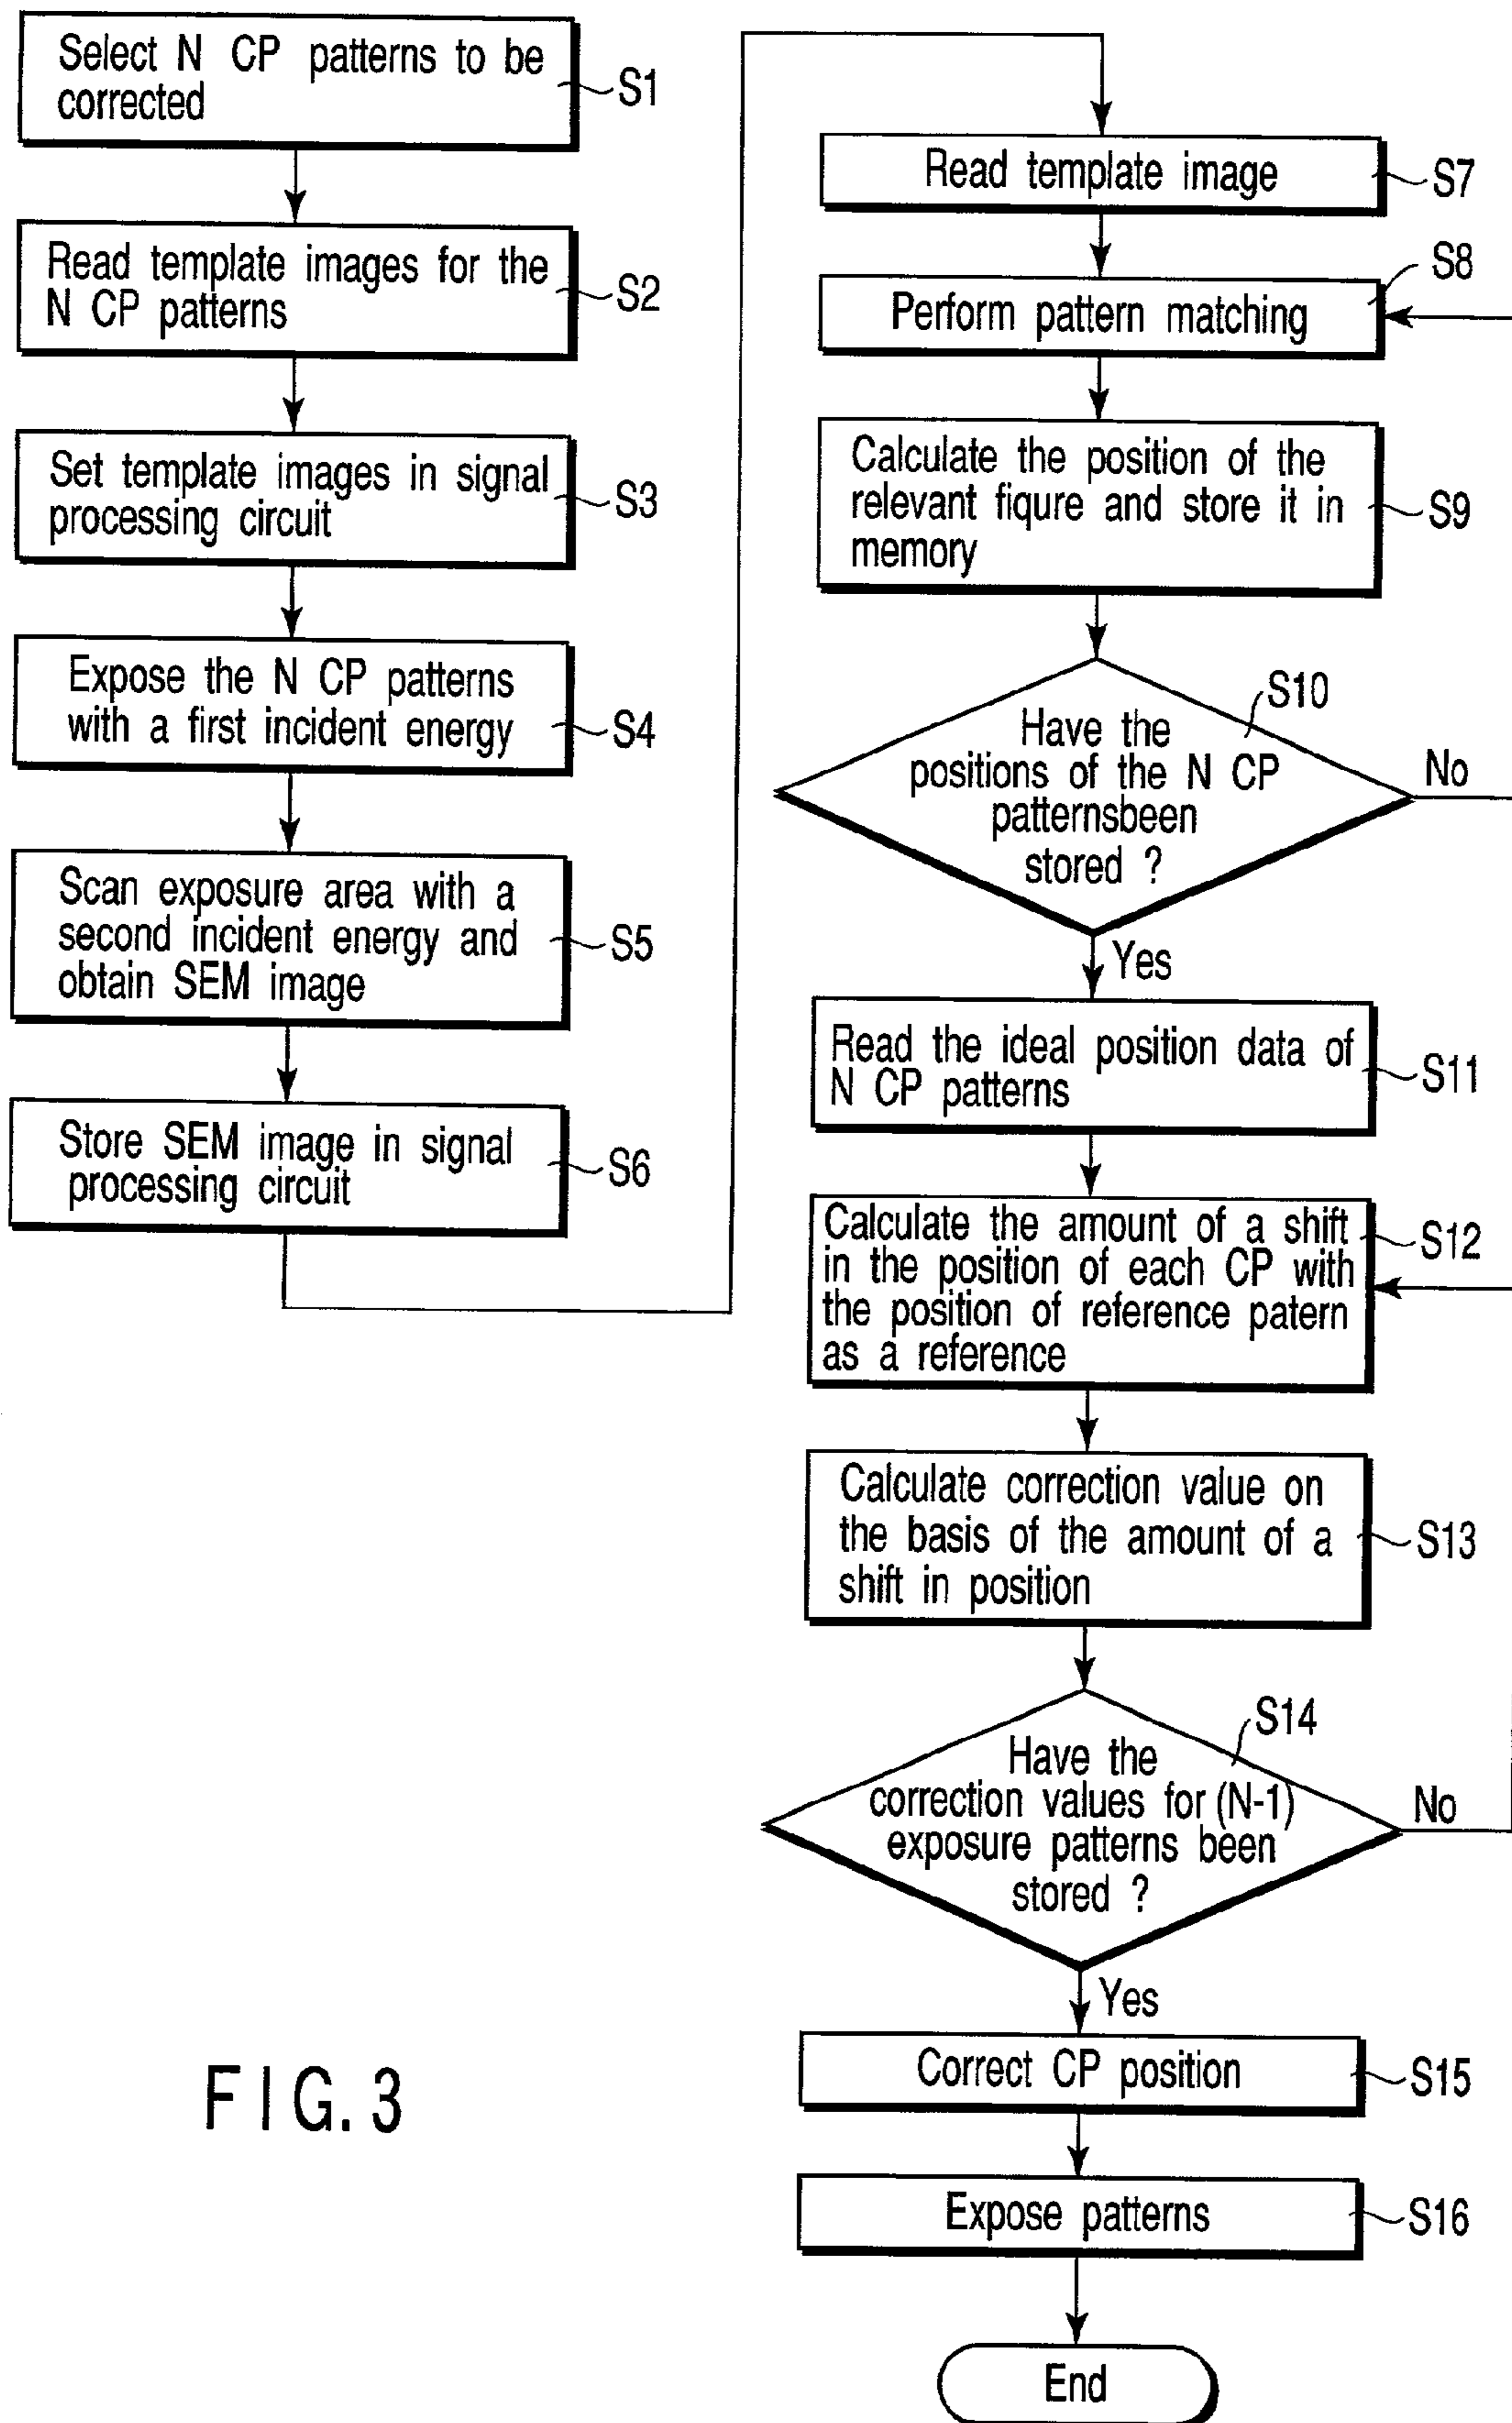 Select N CP patterns to be
corrected
S1
Read template images for the
N CP patterns
S2
Set template images in signal
processing circuit
S3
Expose the N CP patterns
with a first incident energy
S4
Scan exposure area with a
second incident energy and
obtain SEM image
S5
Store SEM image in signal
processing circuit
S6
Read template image
S7
Perform pattern matching
S8
Calculate the position of the
relevant fiqure and store it in
memory
S9
Have the
positions of the N CP
patternsbeen
stored ?
S10
No
Yes
Read the ideal position data of
N CP patterns
S11
Calculate the amount of a shift
in the position of each CP with
the position of reference patern
as a reference
S12
Calculate correction value on
the basis of the amount of a
shift in position
S13
Have the
correction values for (N-1)
exposure patterns been
stored ?
S14
No
Yes
Correct CP position
S15
Expose patterns
S16
End
FIG. 3